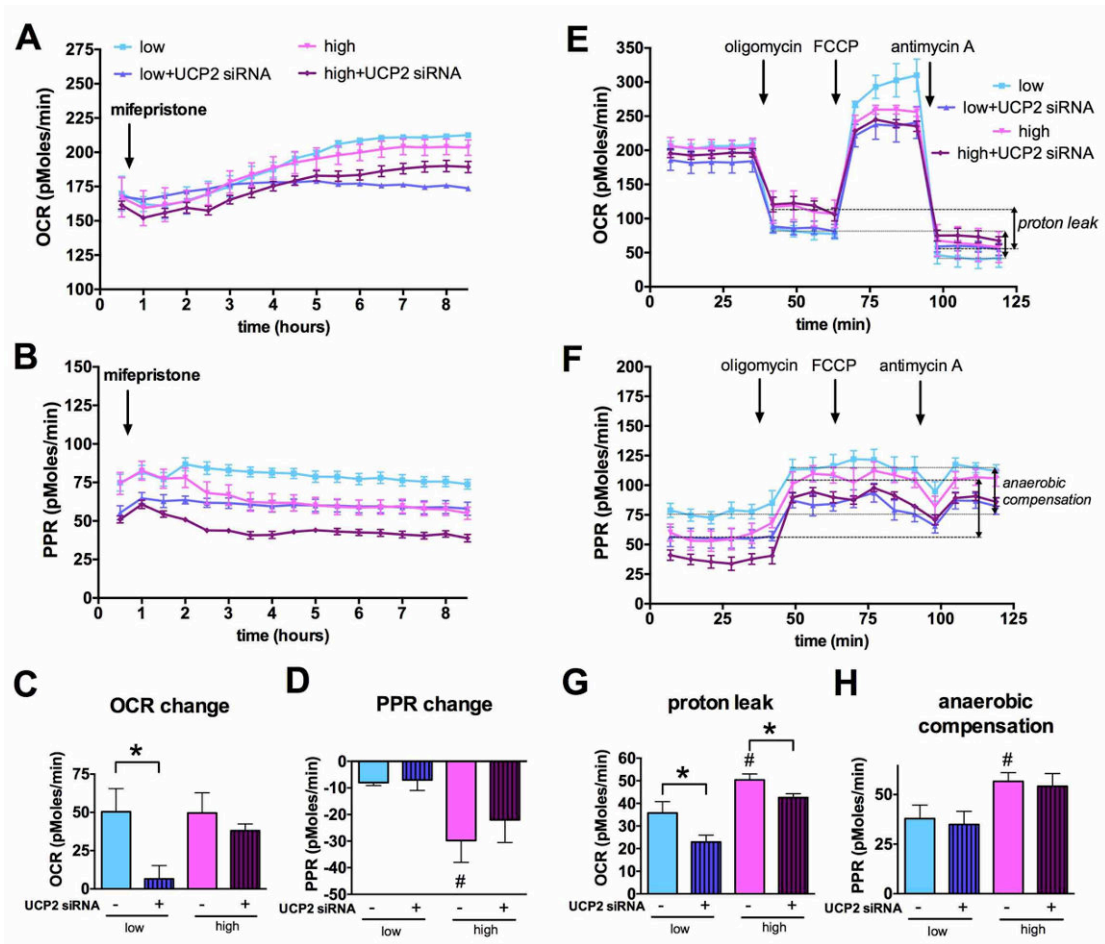 A
low
high
low+UCP2 siRNA
high+UCP2 siRNA
mifepristone
OCR (pMoles/min)
275
250
225
200
175
150
125
100
0 1 2 3 4 5 6 7 8
time (hours)
B
mifepristone
PPR (pMoles/min)
150
125
100
75
50
25
0
0 1 2 3 4 5 6 7 8
time (hours)
C
OCR change
OCR (pMoles/min)
75
50
25
0
*
UCP2 siRNA - + - +
low high
D
PPR change
PPR (pMoles/min)
0
-10
-20
-30
-40
-50
#
UCP2 siRNA - + - +
low high
E
oligomycin FCCP antimycin A
low
low+UCP2 siRNA
high
high+UCP2 siRNA
proton leak
OCR (pMoles/min)
350
300
250
200
150
100
50
0
0 25 50 75 100 125
time (min)
F
oligomycin FCCP antimycin A
anaerobic
compensation
PPR (pMoles/min)
200
175
150
125
100
75
50
25
0
0 25 50 75 100 125
time (min)
G
proton leak
OCR (pMoles/min)
60
50
40
30
20
10
0
* # *
UCP2 siRNA - + - +
low high
H
anaerobic
compensation
PPR (pMoles/min)
50
0
#
UCP2 siRNA - + - +
low high